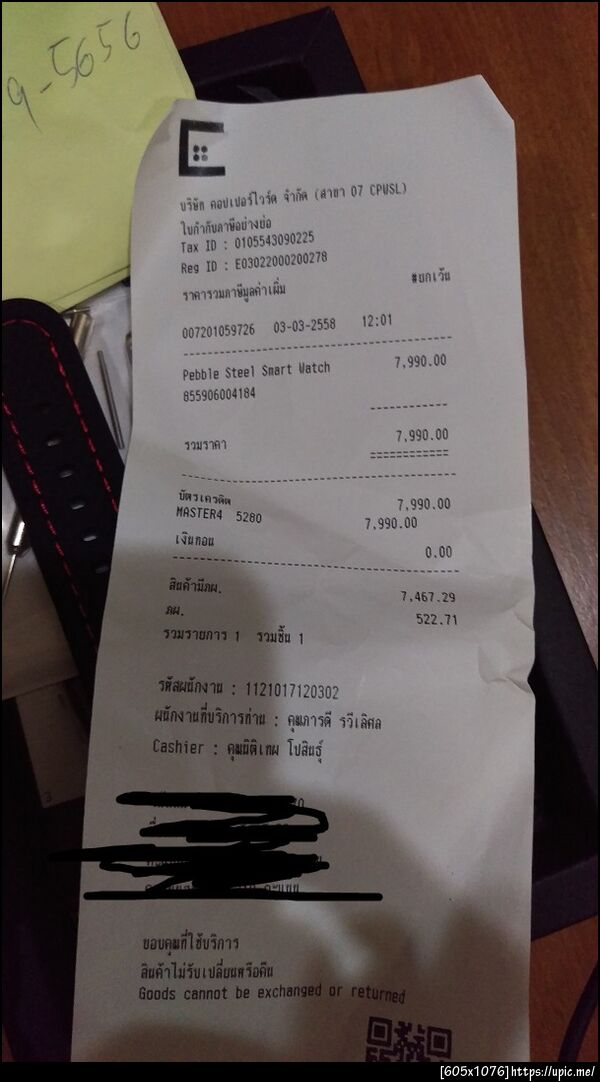 9-5656
บริษัท คอปเปอร์ไวร์ด จำกัด (สาขา 07 CPWSL)
ใบกำกับภาษีอย่างย่อ
Tax ID : 0105543090225
Reg ID : E03022000200278
ราคารวมภาษีมูลค่าเพิ่ม #ยกเว้น
007201059726 03-03-2558 12:01
Pebble Steel Smart Watch 7,990.00
855906004184
รวมราคา 7,990.00
บัตรเครดิต 7,990.00
MASTER4 5280 7,990.00
เงินทอน 0.00
สินค้ามีภผ. 7,467.29
ภผ. 522.71
รวมรายการ 1 รวมชิ้น 1
รหัสพนักงาน : 1121017120302
พนักงานที่บริการท่าน : คุณภารดี รวีเลิศ
Cashier : คุณนิติเทพ โปสินธุ์
ขอบคุณที่ใช้บริการ
สินค้าไม่รับเปลี่ยนหรือคืน
Goods cannot be exchanged or returned
[605x1076]https://upic.me/